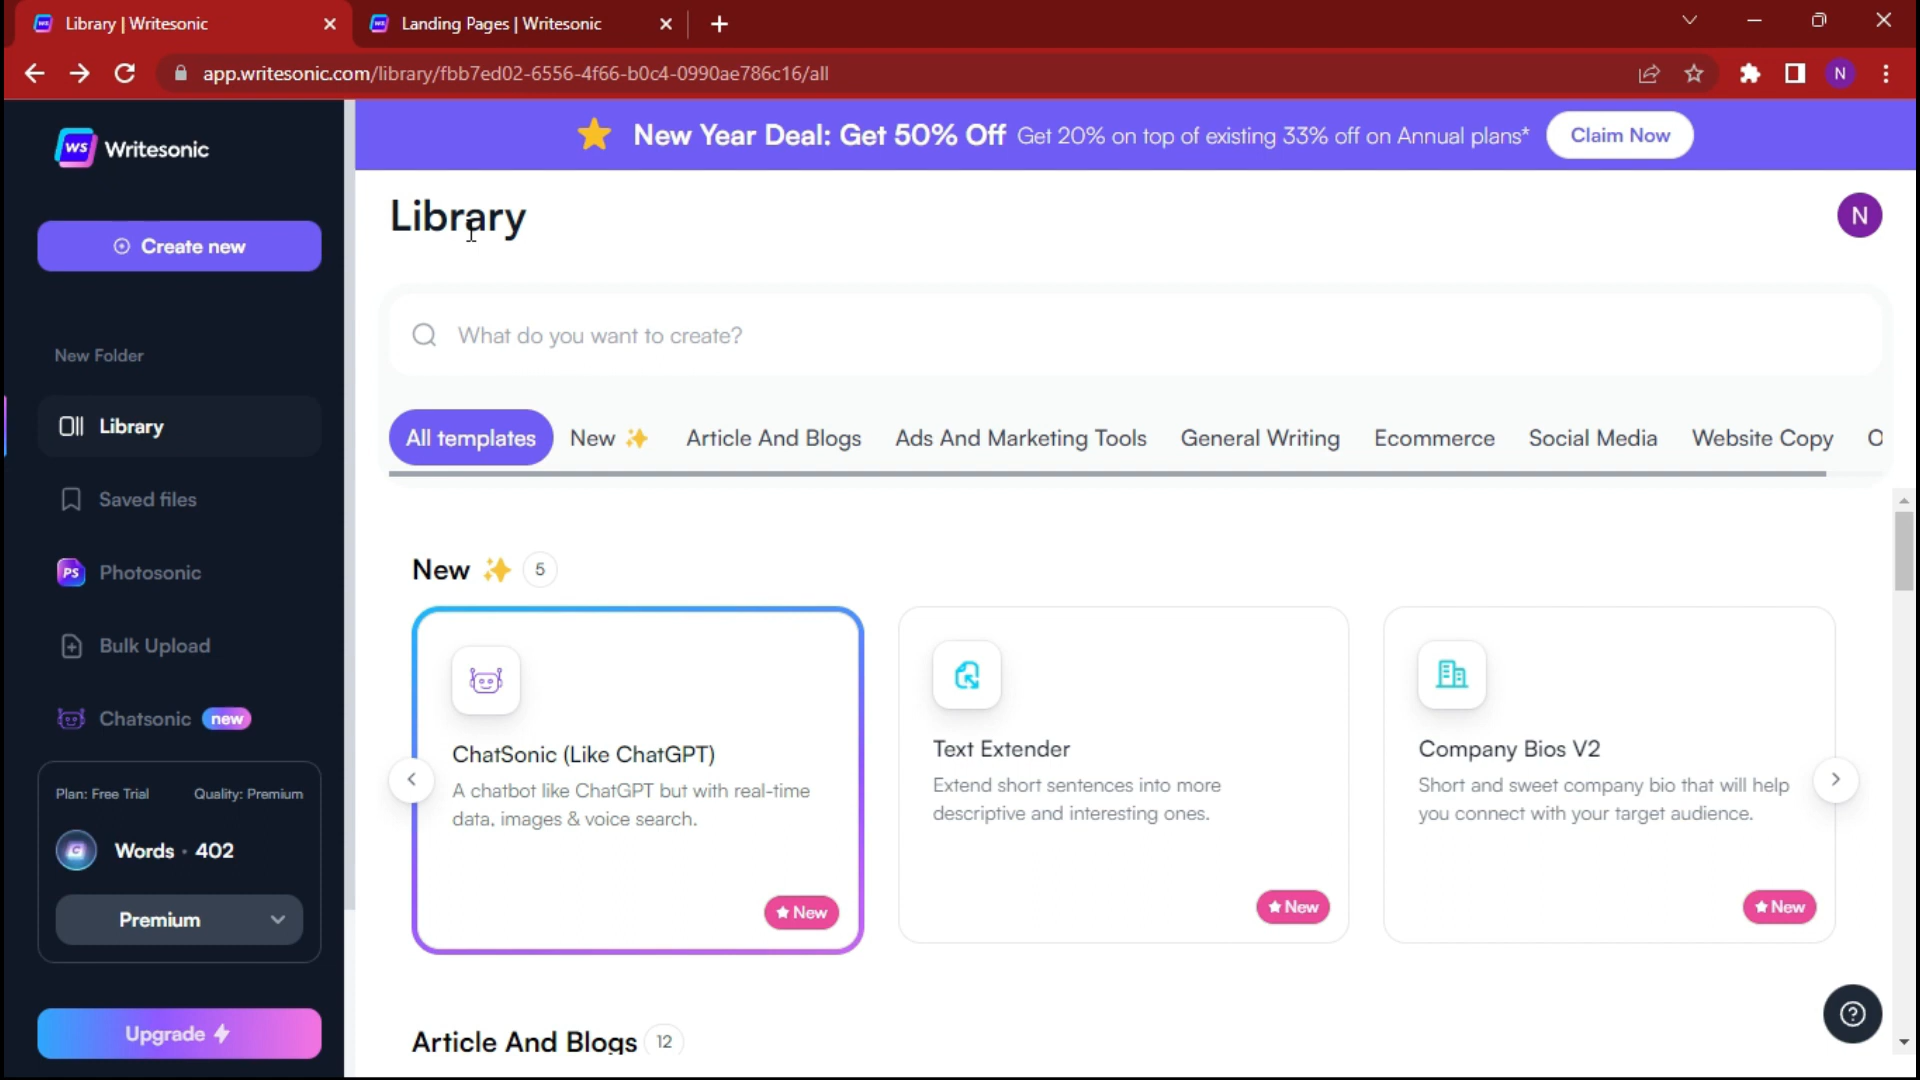 Library | Writesonic
Landing Pages | Writesonic
app.writesonic.com/library/fbb7ed02-6556-4f66-b0c4-0990ae786c16/all
N
WS Writesonic
Create new
New Folder
Library
Saved files
PS Photosonic
Bulk Upload
Chatsonic new
Plan: Free Trial Quality: Premium
Words · 402
Premium
Upgrade
New Year Deal: Get 50% Off Get 20% on top of existing 33% off on Annual plans* Claim Now
Library
N
What do you want to create?
All templates New Article And Blogs Ads And Marketing Tools General Writing Ecommerce Social Media Website Copy
New 5
ChatSonic (Like ChatGPT)
A chatbot like ChatGPT but with real-time
data, images & voice search.
New
Text Extender
Extend short sentences into more
descriptive and interesting ones.
New
Company Bios V2
Short and sweet company bio that will help
you connect with your target audience.
New
Article And Blogs 12